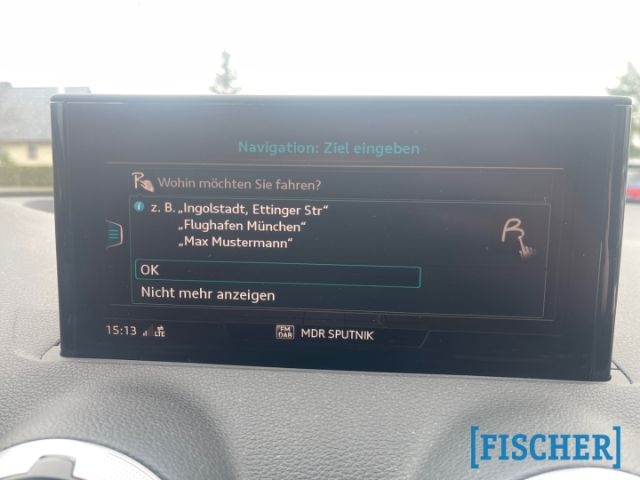 Navigation: Ziel eingeben
Wohin möchten Sie fahren?
i z. B. „Ingolstadt, Ettinger Str“
„Flughafen München“
„Max Mustermann“
R
OK
Nicht mehr anzeigen
15:13 LTE FM DAB MDR SPUTNIK
[FISCHER]